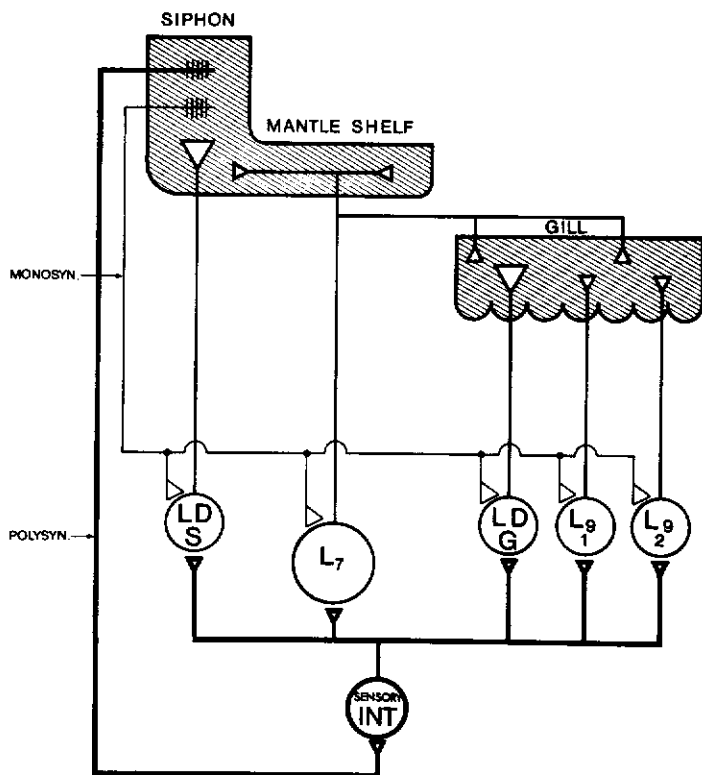 SIPHON
MANTLE SHELF
GILL
MONOSYN.
LD
S
L7
LD
G
L9
1
L9
2
POLYSYN.
SENSORY
INT